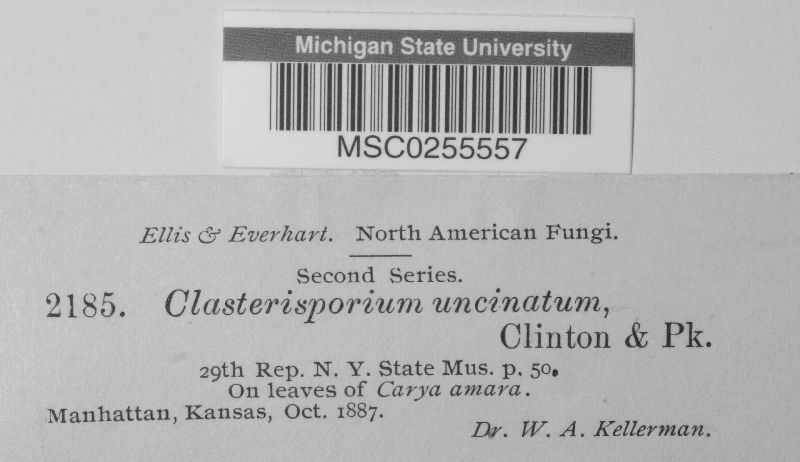 Michigan State University
MSC0255557
Ellis & Everhart. North American Fungi.
Second Series.
2185. Clasterisporium uncinatum,
Clinton & Pk.
29th Rep. N. Y. State Mus. p. 50.
On leaves of Carya amara.
Manhattan, Kansas, Oct. 1887.
Dr. W. A. Kellerman.